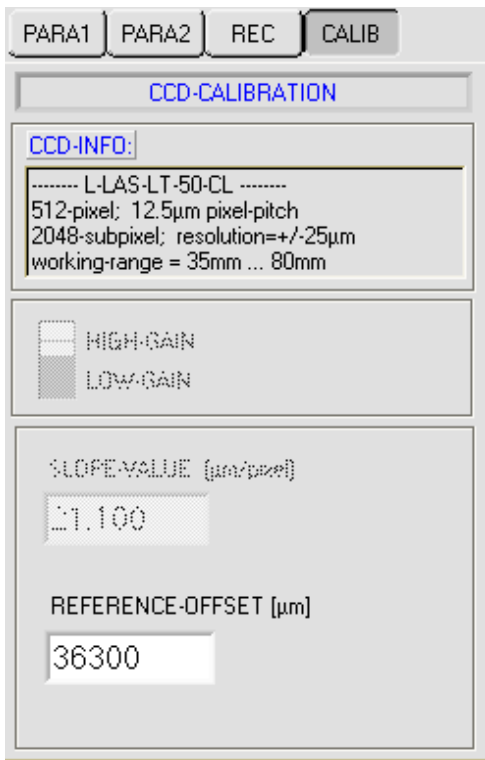 PARA1 PARA2 REC CALIB
CCD-CALIBRATION
CCD-INFO:
-------- L-LAS-LT-50-CL --------
512-pixel; 12.5µm pixel-pitch
2048-subpixel; resolution=+/-25µm
working-range = 35mm ... 80mm
HIGH-GAIN
LOW-GAIN
SLOPE-VALUE (µm/pixel)
21.100
REFERENCE-OFFSET [µm]
36300